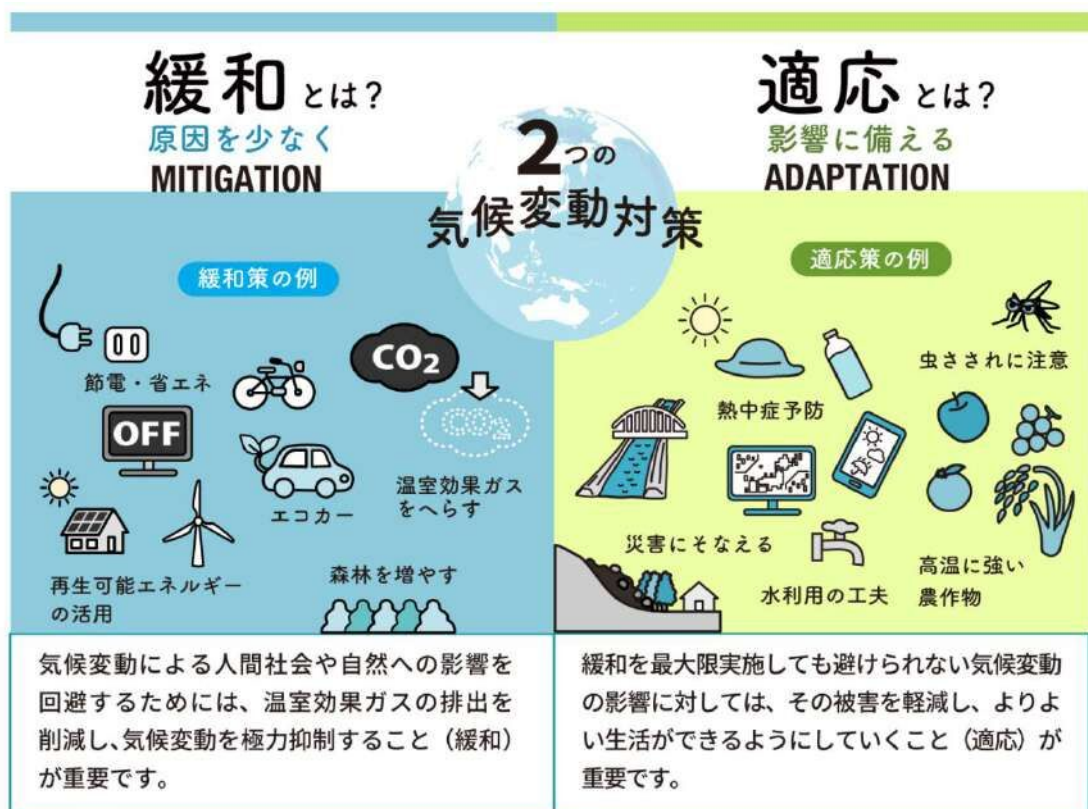 緩和とは?
原因を少なく
MITIGATION
2つの
気候変動対策
適応とは?
影響に備える
ADAPTATION
緩和策の例
節電・省エネ
OFF
CO2
CO2
温室効果ガス
をへらす
エコカー
再生可能エネルギー
の活用
森林を増やす
気候変動による人間社会や自然への影響を
回避するためには、温室効果ガスの排出を
削減し、気候変動を極力抑制すること（緩和）
が重要です。
適応策の例
虫さされに注意
熱中症予防
災害にそなえる
水利用の工夫
高温に強い
農作物
緩和を最大限実施しても避けられない気候変動
の影響に対しては、その被害を軽減し、よりよ
い生活ができるようにしていくこと（適応）が
重要です。